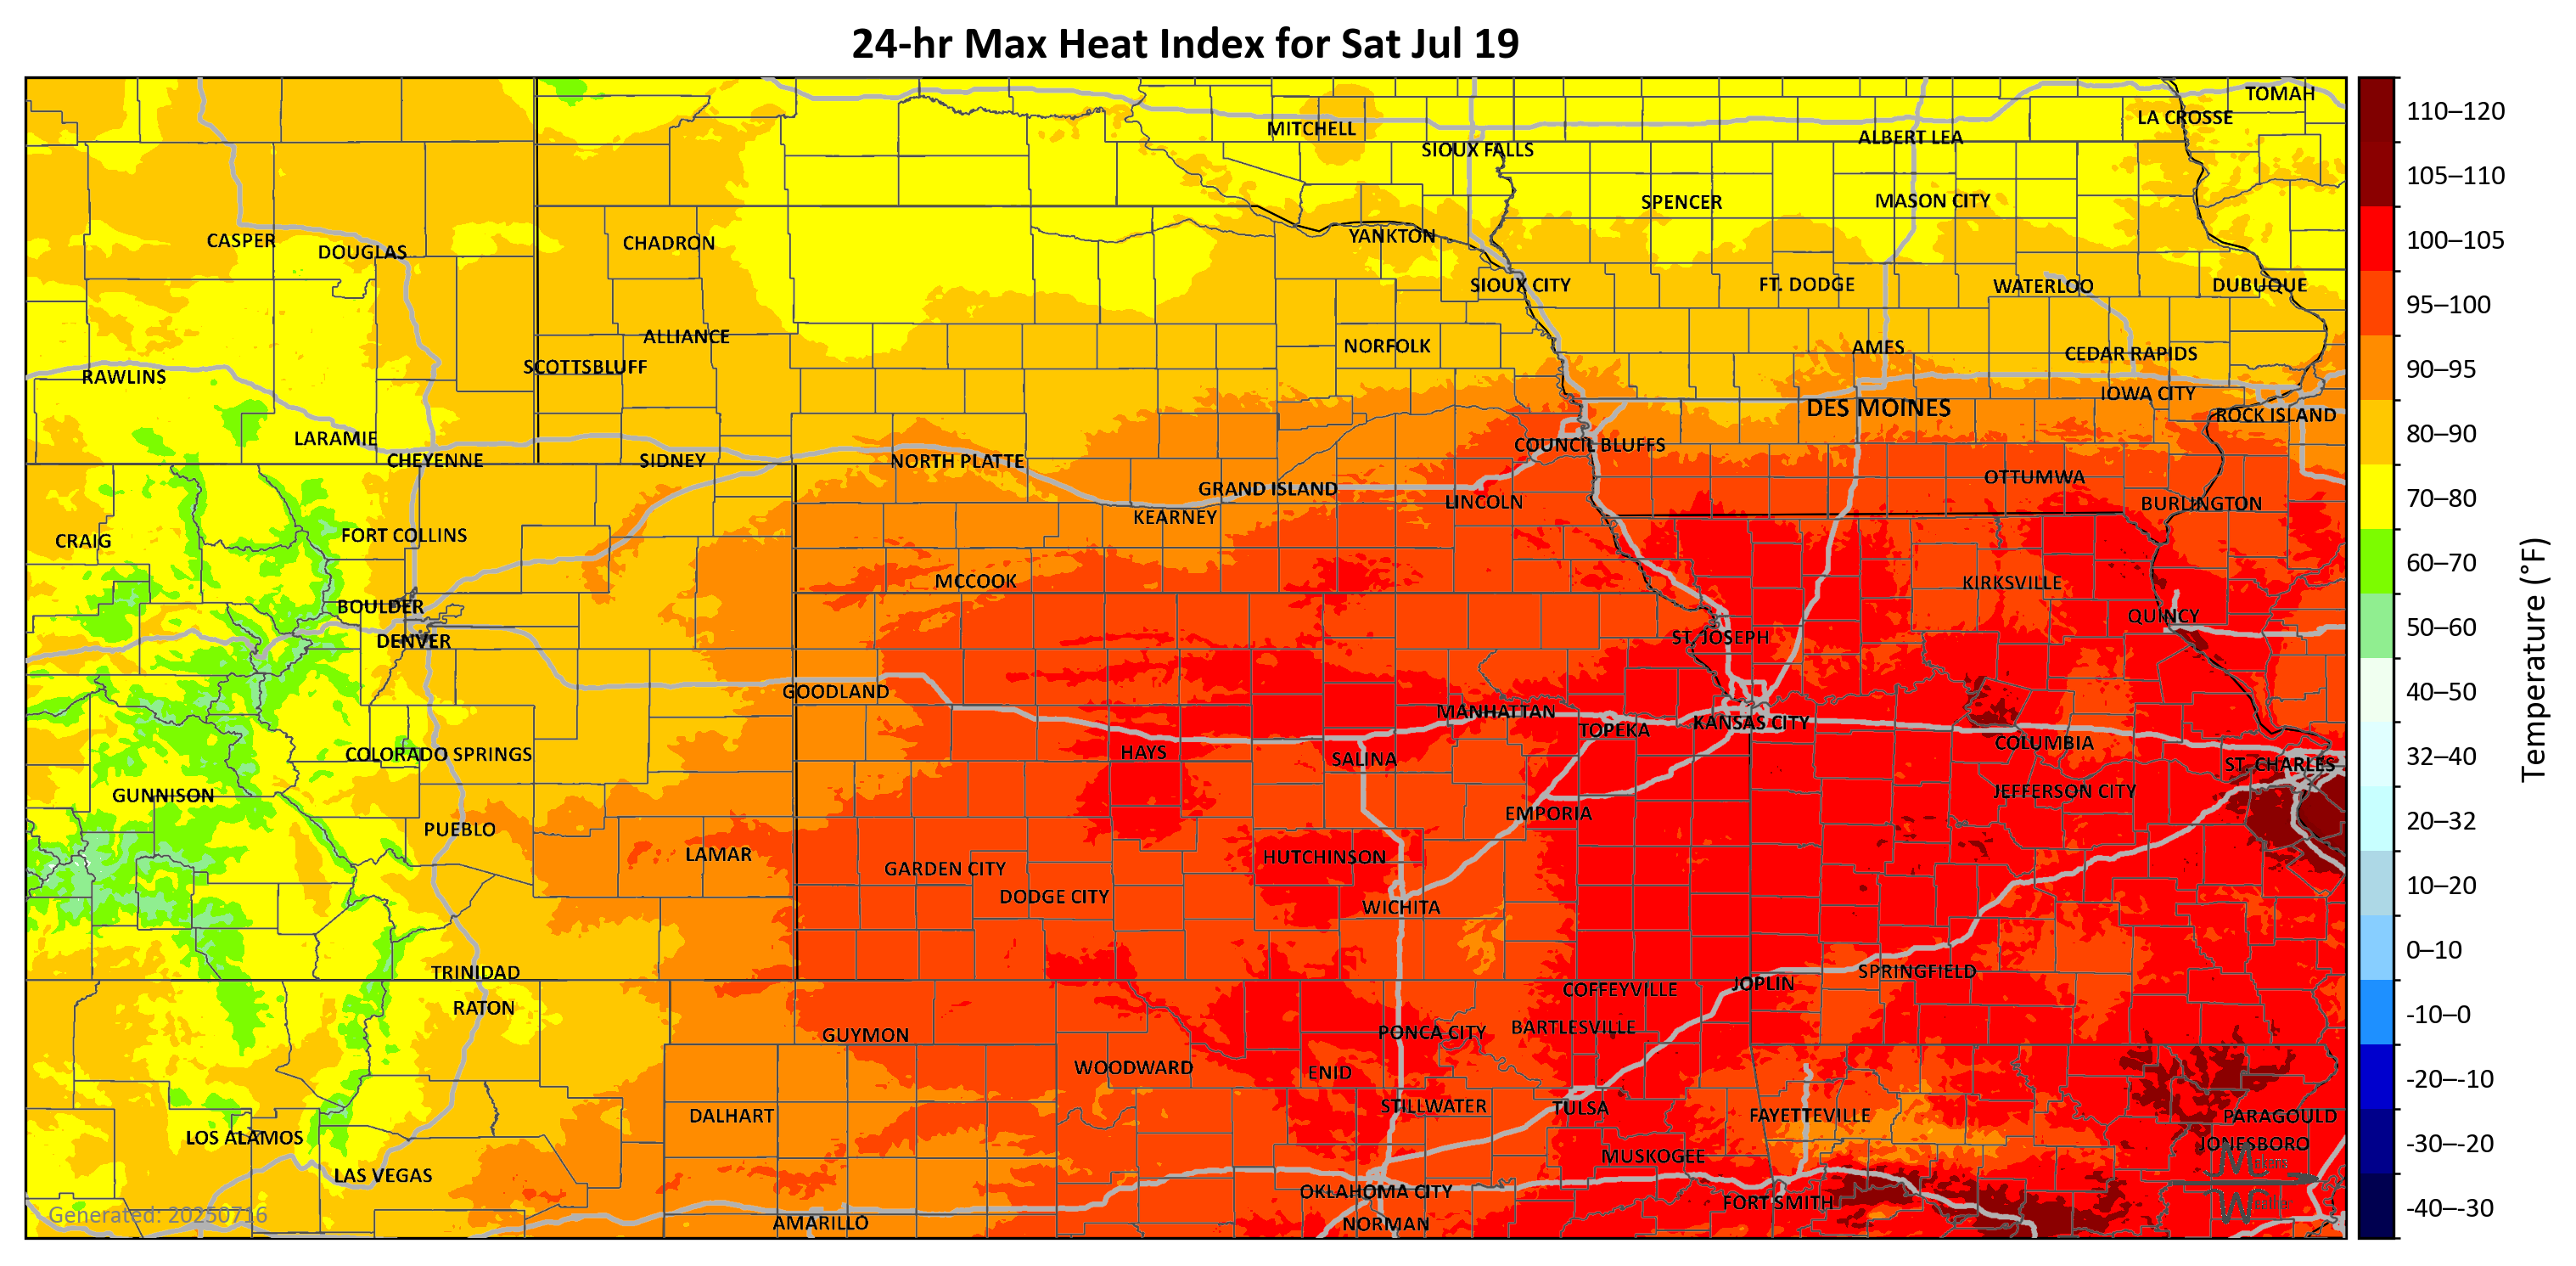 24-hr Max Heat Index for Sat Jul 19
TOMAH
LA CROSSE
MITCHELL
ALBERT LEA
SIOUX FALLS
SPENCER
MASON CITY
YANKTON
CASPER
CHADRON
DOUGLAS
SIOUX CITY
FT. DODGE
WATERLOO
DUBUQUE
ALLIANCE
NORFOLK
AMES
CEDAR RAPIDS
SCOTTSBLUFF
RAWLINS
IOWA CITY
DES MOINES
ROCK ISLAND
LARAMIE
COUNCIL BLUFFS
CHEYENNE
SIDNEY
NORTH PLATTE
OTTUMWA
GRAND ISLAND
LINCOLN
BURLINGTON
KEARNEY
FORT COLLINS
CRAIG
MCCOOK
KIRKSVILLE
BOULDER
QUINCY
DENVER
ST. JOSEPH
GOODLAND
MANHATTAN
KANSAS CITY
TOPEKA
COLUMBIA
COLORADO SPRINGS
HAYS
SALINA
ST. CHARLES
GUNNISON
JEFFERSON CITY
EMPORIA
PUEBLO
LAMAR
HUTCHINSON
GARDEN CITY
DODGE CITY
WICHITA
TRINIDAD
SPRINGFIELD
JOPLIN
COFFEYVILLE
RATON
BARTLESVILLE
GUYMON
PONCA CITY
WOODWARD
ENID
STILLWATER
TULSA
DALHART
FAYETTEVILLE
PARAGOULD
LOS ALAMOS
JONESBORO
MUSKOGEE
LAS VEGAS
OKLAHOMA CITY
FORT SMITH
Generated: 20250716
AMARILLO
NORMAN
110–120
105–110
100–105
95–100
90–95
80–90
70–80
60–70
50–60
40–50
32–40
20–32
10–20
0–10
-10–0
-20–-10
-30–-20
-40–-30
Temperature (°F)